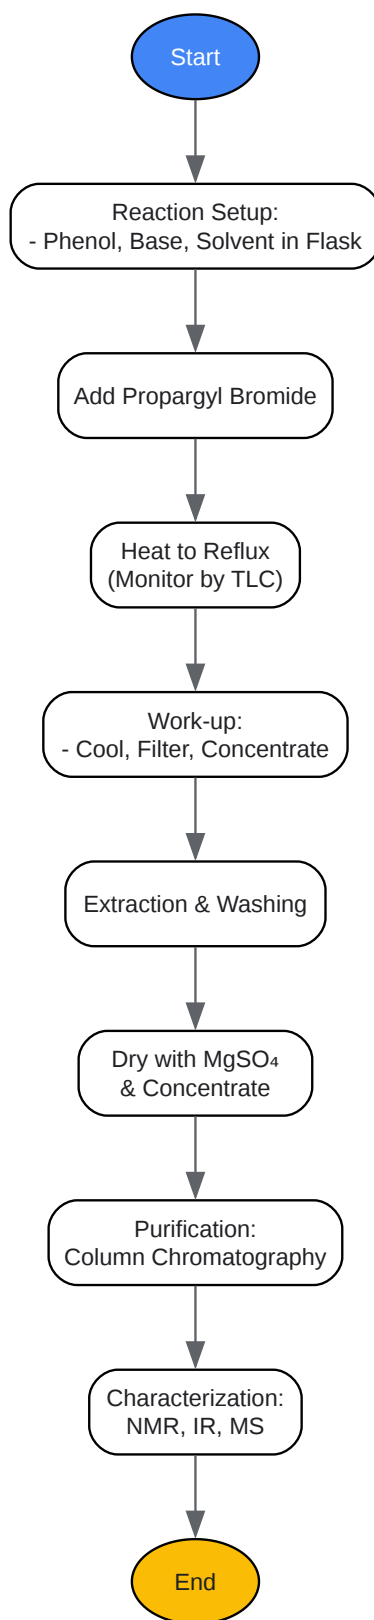 Start
Reaction Setup:
- Phenol, Base, Solvent in Flask
Add Propargyl Bromide
Heat to Reflux
(Monitor by TLC)
Work-up:
- Cool, Filter, Concentrate
Extraction & Washing
Dry with MgSO₄
& Concentrate
Purification:
Column Chromatography
Characterization:
NMR, IR, MS
End